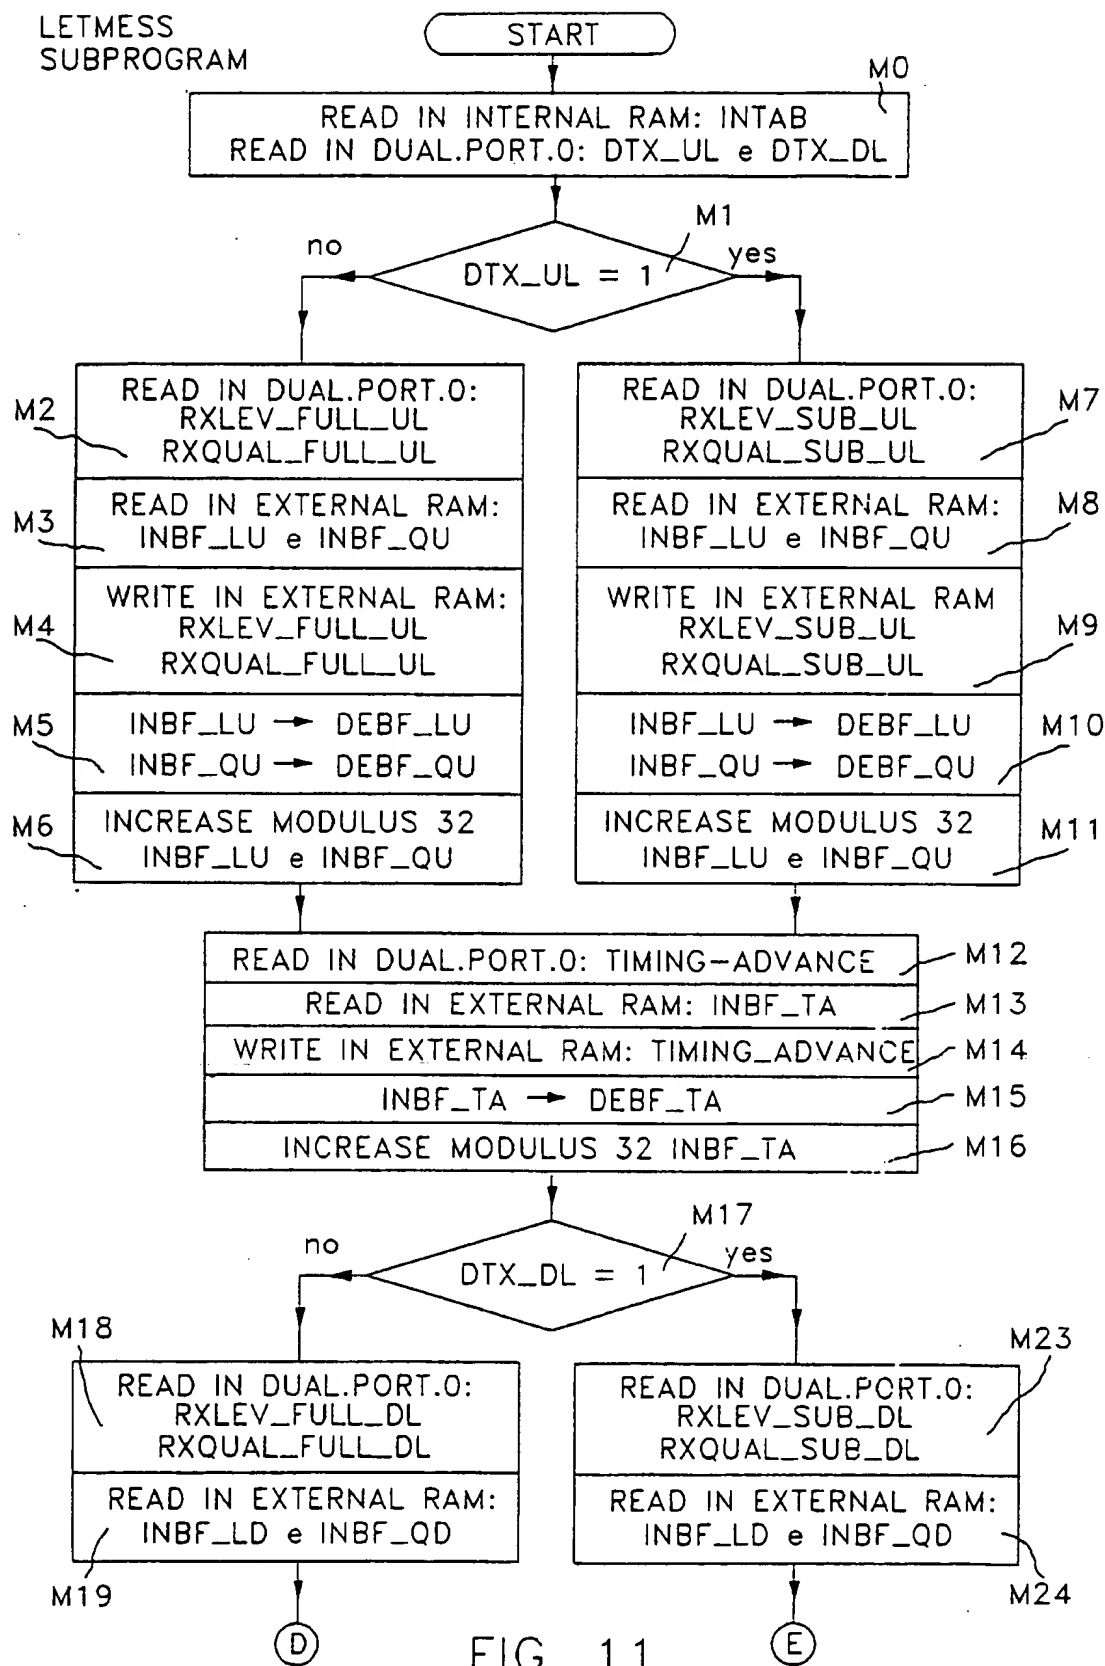 LETMESS
SUBPROGRAM
START
M0
READ IN INTERNAL RAM: INTAB
READ IN DUAL.PORT.0: DTX_UL e DTX_DL
M1
no
DTX_UL = 1
yes
M2
READ IN DUAL.PORT.0:
RXLEV_FULL_UL
RXQUAL_FULL_UL
M3
READ IN EXTERNAL RAM:
INBF_LU e INBF_QU
M4
WRITE IN EXTERNAL RAM:
RXLEV_FULL_UL
RXQUAL_FULL_UL
M5
INBF_LU → DEBF_LU
INBF_QU → DEBF_QU
M6
INCREASE MODULUS 32
INBF_LU e INBF_QU
READ IN DUAL.PORT.0:
RXLEV_SUB_UL
RXQUAL_SUB_UL
M7
READ IN EXTERNAL RAM:
INBF_LU e INBF_QU
M8
WRITE IN EXTERNAL RAM
RXLEV_SUB_UL
RXQUAL_SUB_UL
M9
INBF_LU → DEBF_LU
INBF_QU → DEBF_QU
M10
INCREASE MODULUS 32
INBF_LU e INBF_QU
M11
READ IN DUAL.PORT.0: TIMING-ADVANCE
M12
READ IN EXTERNAL RAM: INBF_TA
M13
WRITE IN EXTERNAL RAM: TIMING_ADVANCE
M14
INBF_TA → DEBF_TA
M15
INCREASE MODULUS 32 INBF_TA
M16
M17
no
DTX_DL = 1
yes
M18
READ IN DUAL.PORT.0:
RXLEV_FULL_DL
RXQUAL_FULL_DL
READ IN EXTERNAL RAM:
INBF_LD e INBF_QD
M19
D
M23
READ IN DUAL.PORT.0:
RXLEV_SUB_DL
RXQUAL_SUB_DL
READ IN EXTERNAL RAM:
INBF_LD e INBF_QD
M24
E
FIG. 11